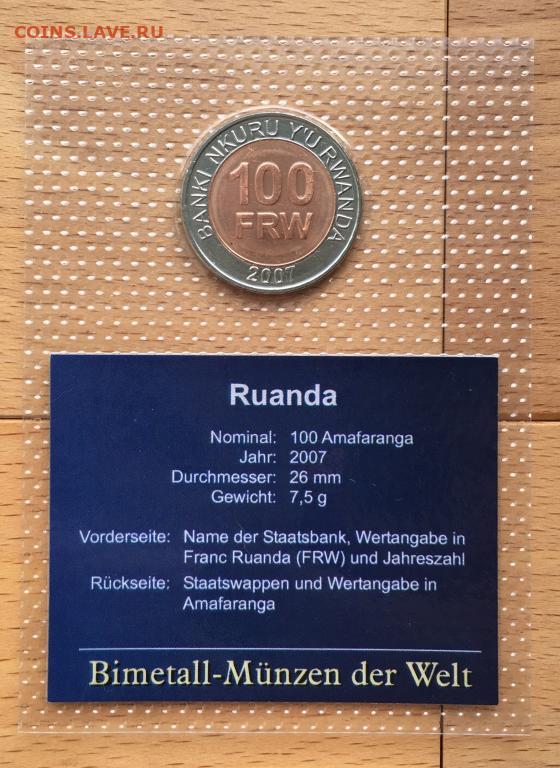 COINS.LAVE.RU
BANKI NKURU Y'U RWANDA
100
FRW
2007
Ruanda
Nominal: 100 Amafaranga
Jahr: 2007
Durchmesser: 26 mm
Gewicht: 7,5 g
Vorderseite: Name der Staatsbank, Wertangabe in
Franc Ruanda (FRW) und Jahreszahl
Rückseite: Staatswappen und Wertangabe in
Amafaranga
Bimetall-Münzen der Welt